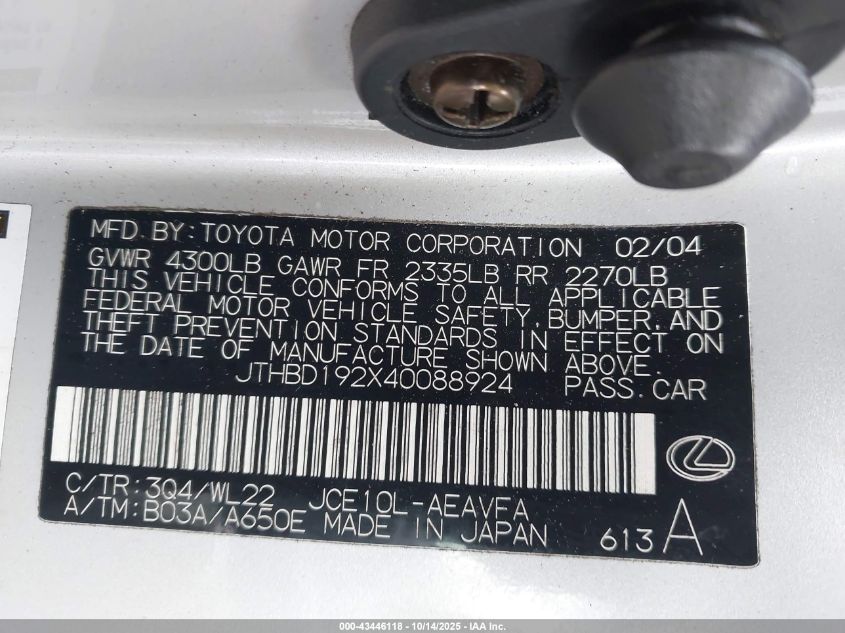 MFD.BY:TOYOTA MOTOR CORPORATION 02/04
GVWR 4300LB GAWR FR 2335LB RR 2270LB
THIS VEHICLE CONFORMS TO ALL APPLICABLE
FEDERAL MOTOR VEHICLE SAFETY,BUMPER,AND
THEFT PREVENTION STANDARDS IN EFFECT ON
THE DATE OF MANUFACTURE SHOWN ABOVE.
JTHBD192X40088924 PASS.CAR
C/TR:3Q4/WL22 JCE10L-AEAVFA
A/TM:B03A/A650E MADE IN JAPAN 613A
000-43446118 - 10/14/2025 - IAA Inc.